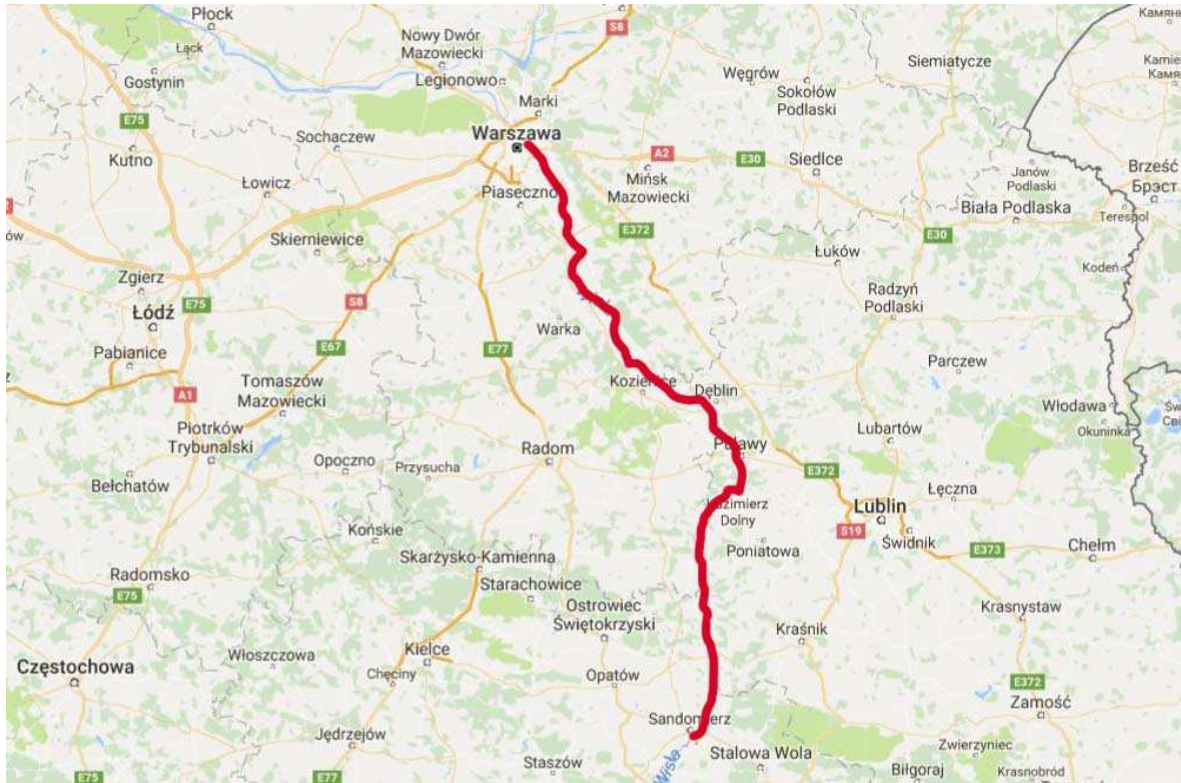 Płock
S8
Камянк
Łąck
Nowy Dwór
Mazowiecki
Siemiatycze
Gostynin
Legionowo
Węgrów
Sokołów
Podlaski
E75
Marki
Sochaczew
Warszawa
Kutno
A2
E30
Siedlce
Łowicz
Mińsk
Mazowiecki
Janów
Podlaski
Brześć
Брэст
Piaseczno
Biała Podlaska
Terespol
Skierniewice
E372
E30
Łuków
Zgierz
Kodeń
E75
S8
Radzyń
Podlaski
Łódź
Warka
E67
E77
Pabianice
Parczew
A1
Tomaszów
Mazowiecki
Kozienice
Dęblin
Włodawa
Okuninka
Piotrków
Trybunalski
Lubartów
Radom
Puławy
Opoczno
Przysucha
E372
Bełchatów
Łęczna
Kazimierz
Dolny
Lublin
Końskie
S19
Świdnik
Poniatowa
E373
Chełm
Skarżysko-Kamienna
Radomsko
Starachowice
E75
Ostrowiec
Świętokrzyski
Krasnystaw
Kraśnik
Włoszczowa
Kielce
Częstochowa
Chęciny
Opatów
E372
Zamość
Sandomierz
Jędrzejów
Stalowa Wola
Zwierzyniec
Staszów
Wisła
E75
E77
Biłgoraj
Krasnobród